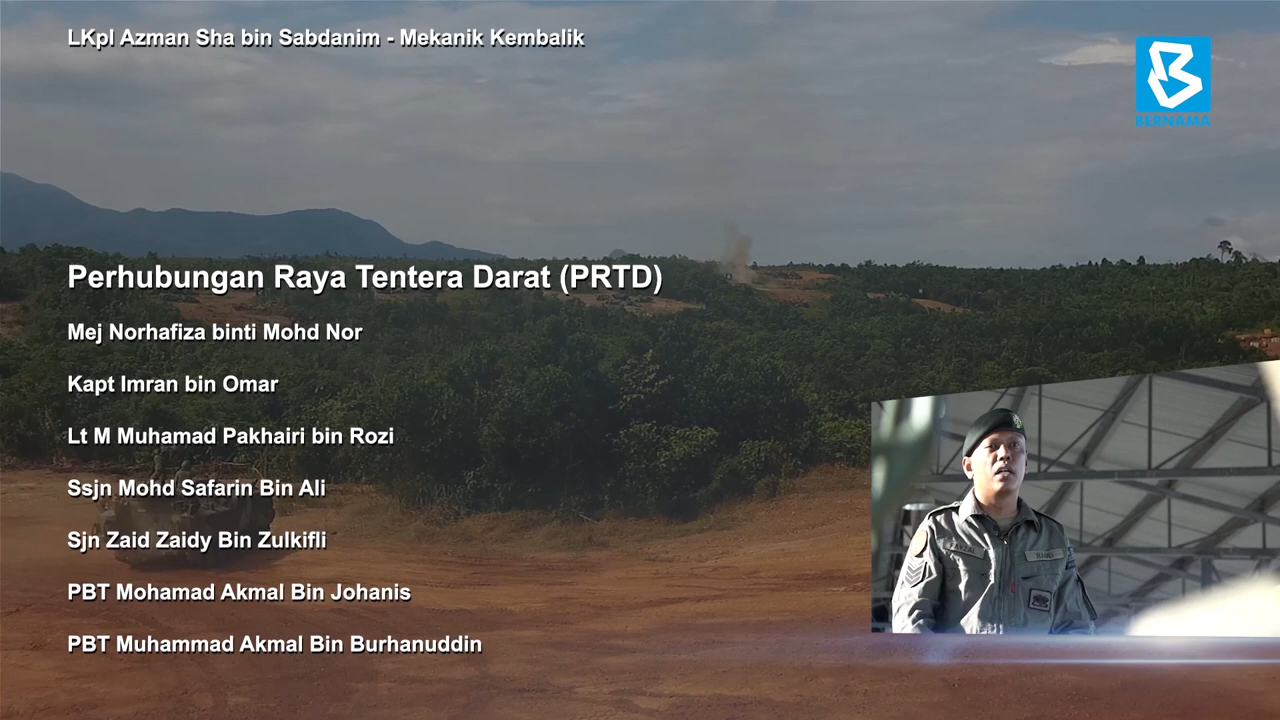 LKpl Azman Sha bin Sabdanim - Mekanik Kembalik
BERNAMA
Perhubungan Raya Tentera Darat (PRTD)
Mej Norhafiza binti Mohd Nor
Kapt Imran bin Omar
Lt M Muhamad Pakhairi bin Rozi
Ssjn Mohd Safarin Bin Ali
Sjn Zaid Zaidy Bin Zulkifli
PBT Mohamad Akmal Bin Johanis
PBT Muhammad Akmal Bin Burhanuddin